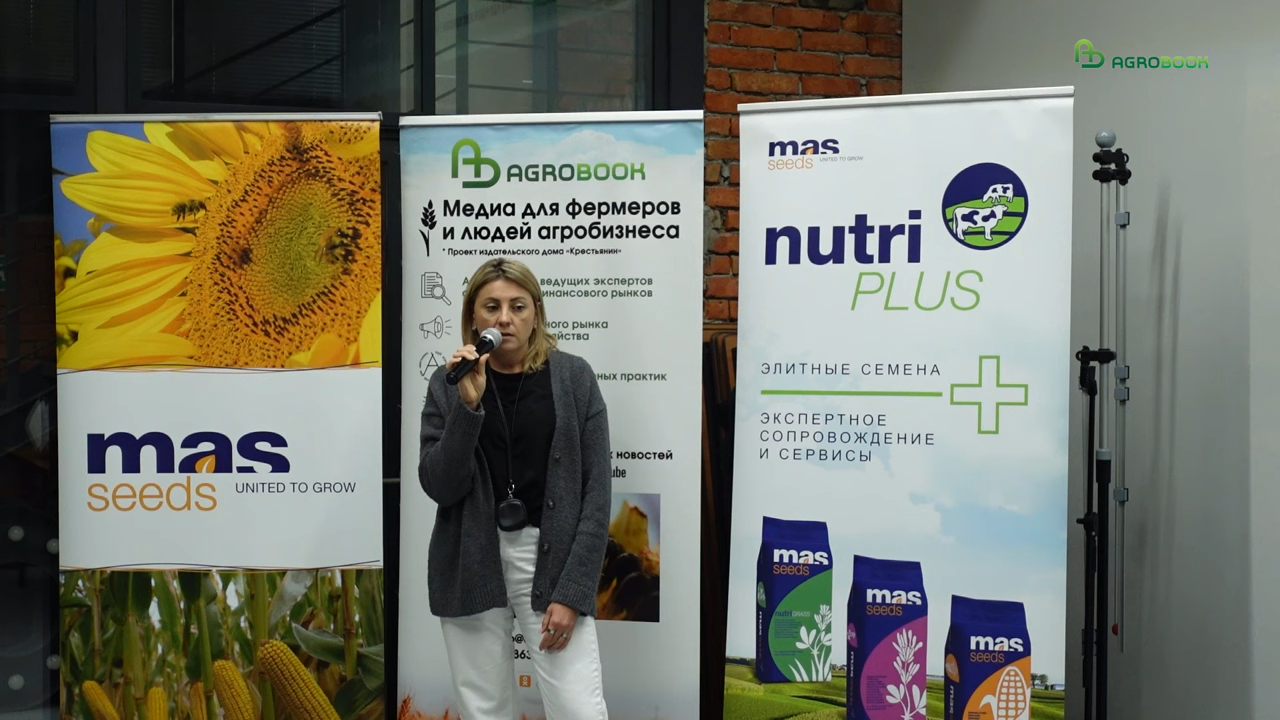 AGROBOOK
mas
seeds
UNITED TO GROW
AGROBOOK
Медиа для фермеров
и людей агробизнеса
* Проект издательского дома «Крестьянин»
ведущих экспертов
финансового рынков
ного рынка
яйства
ных практик
новостей
ube
mas
seeds
UNITED TO GROW
nutri
PLUS
ЭЛИТНЫЕ СЕМЕНА
ЭКСПЕРТНОЕ
СОПРОВОЖДЕНИЕ
И СЕРВИСЫ
mas
seeds
mas
seeds
mas
seeds